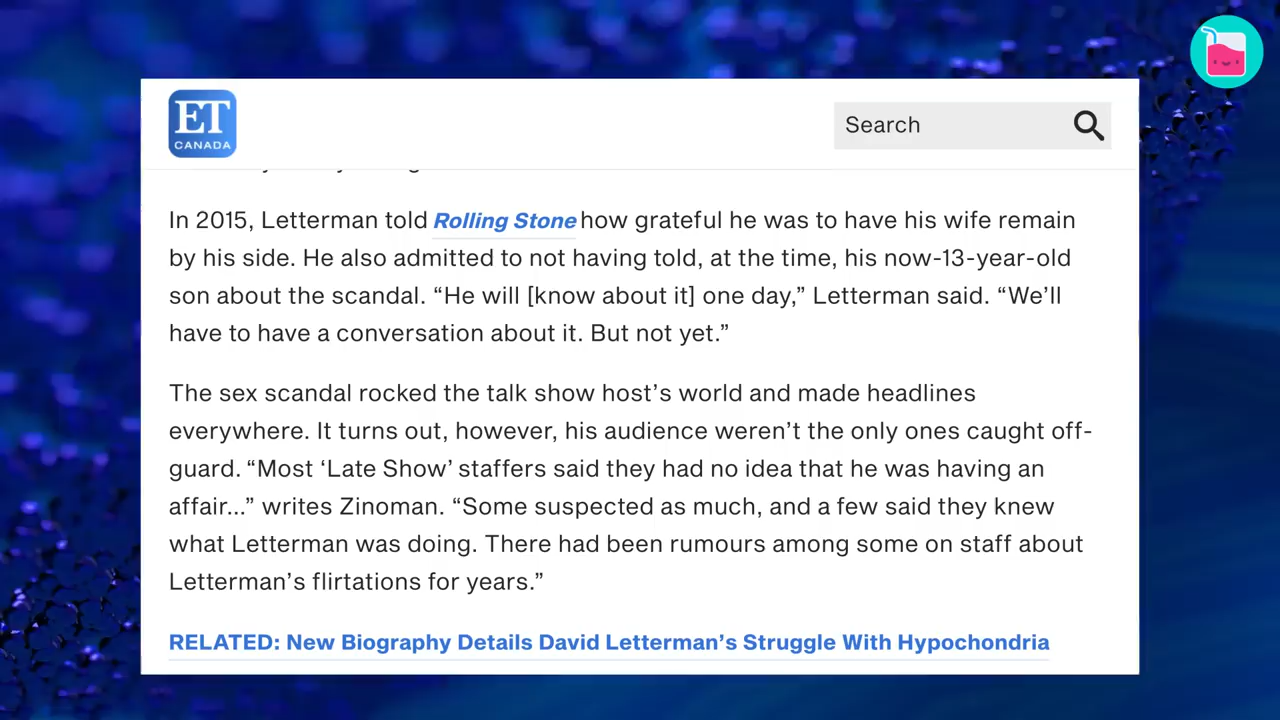 ET
CANADA
Search
In 2015, Letterman told Rolling Stone how grateful he was to have his wife remain
by his side. He also admitted to not having told, at the time, his now-13-year-old
son about the scandal. “He will [know about it] one day,” Letterman said. “We’ll
have to have a conversation about it. But not yet.”
The sex scandal rocked the talk show host’s world and made headlines
everywhere. It turns out, however, his audience weren’t the only ones caught off-
guard. “Most ‘Late Show’ staffers said they had no idea that he was having an
affair...” writes Zinoman. “Some suspected as much, and a few said they knew
what Letterman was doing. There had been rumours among some on staff about
Letterman’s flirtations for years.”
RELATED: New Biography Details David Letterman’s Struggle With Hypochondria